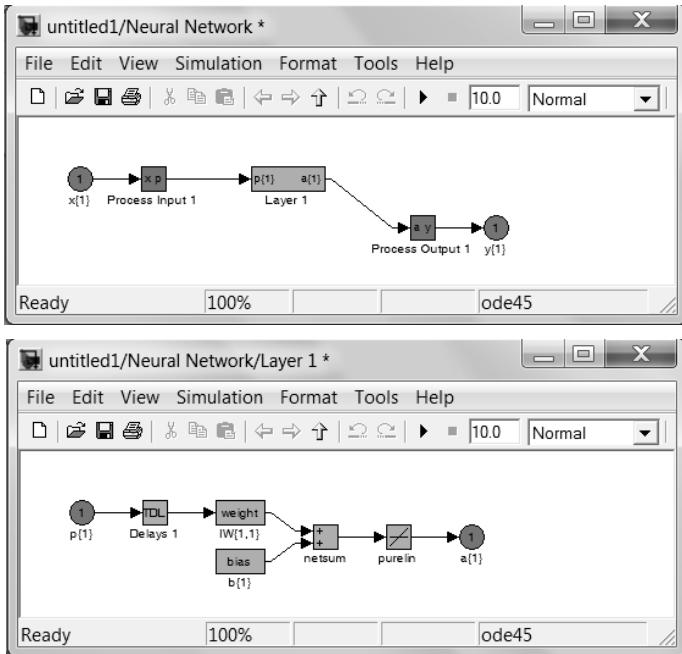 untitled1/Neural Network *
File Edit View Simulation Format Tools Help
10.0 Normal
1 x p p{1} a{1}
x{1} Process Input 1 Layer 1
a y 1
Process Output 1 y{1}
Ready 100% ode45
untitled1/Neural Network/Layer 1 *
File Edit View Simulation Format Tools Help
10.0 Normal
1 TDL weight
p{1} Delays 1 IW{1,1}
+
+ 1
bias netsum purelin a{1}
b{1}
Ready 100% ode45